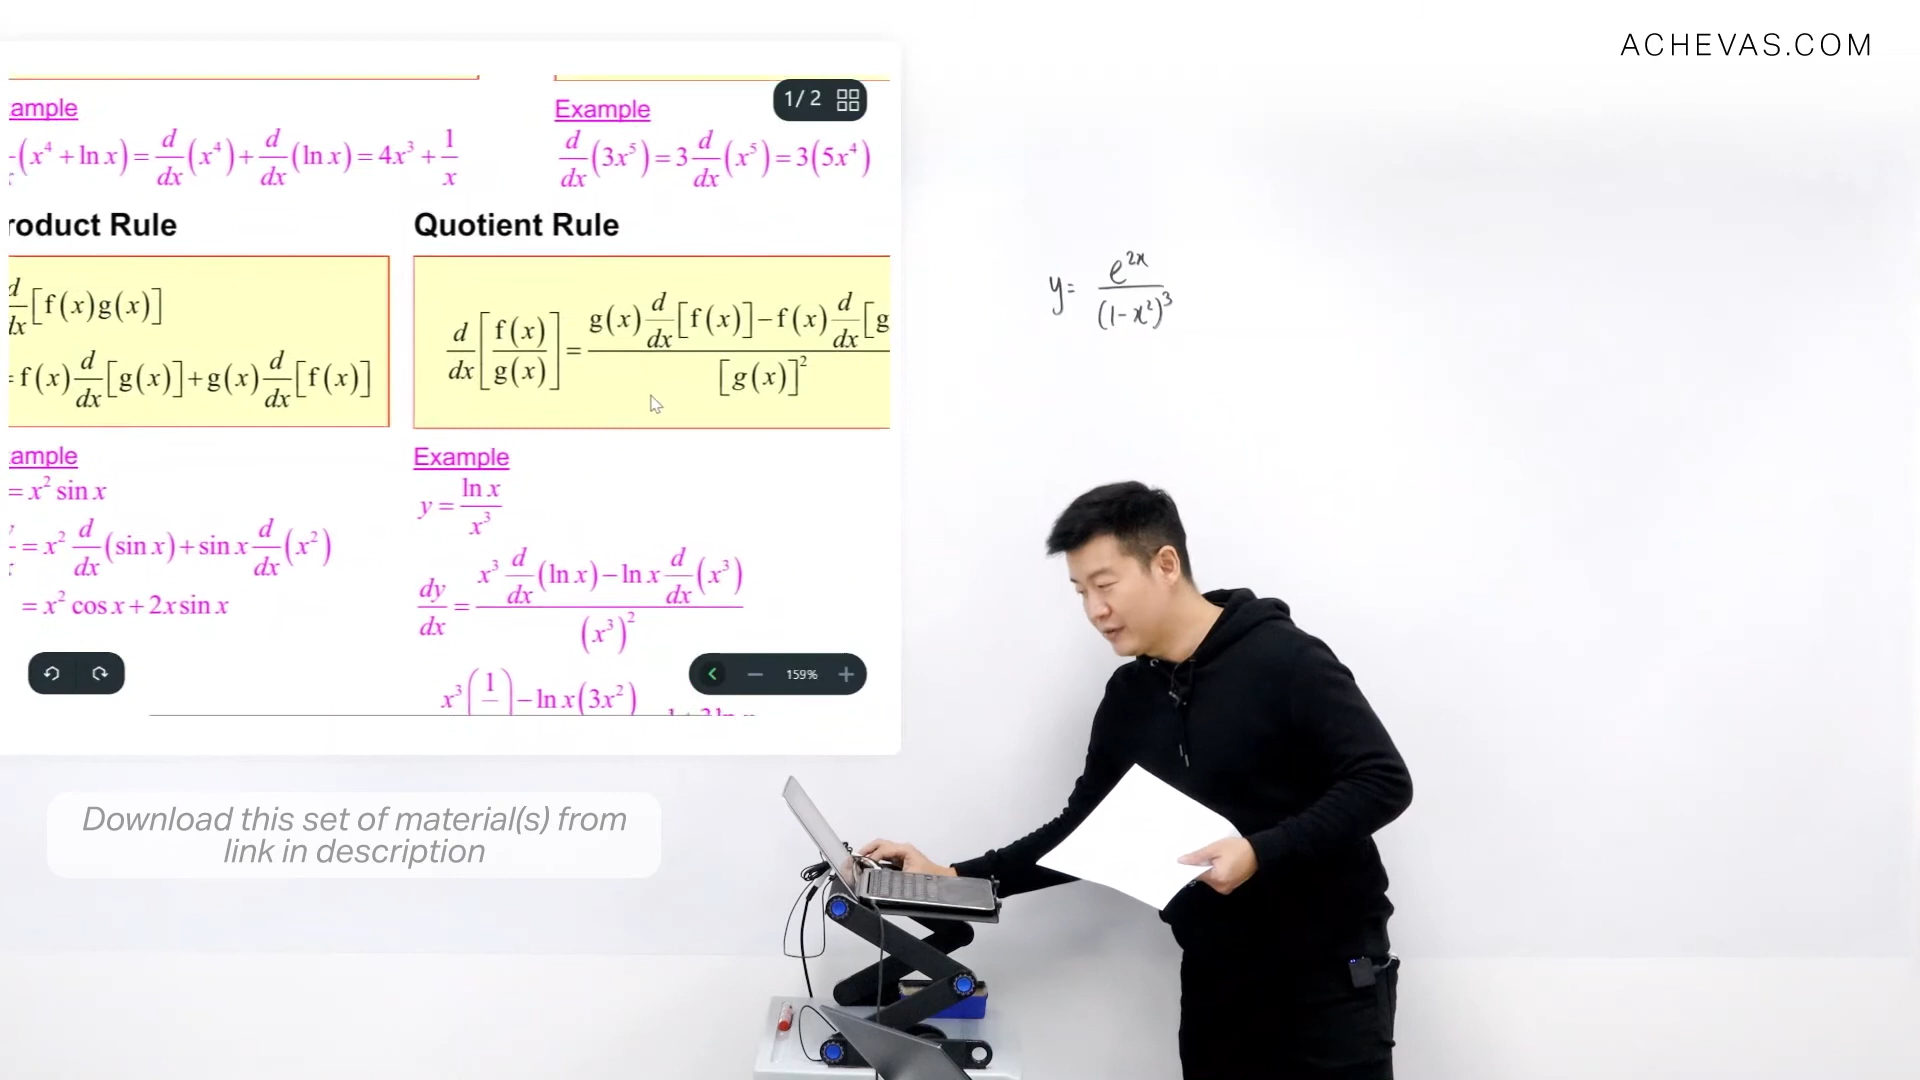 ACHEVAS.COM
1/2
ample
(x⁴ + ln x) = d/dx (x⁴) + d/dx (ln x) = 4x³ + 1/x
Example
d/dx (3x⁵) = 3 d/dx (x⁵) = 3(5x⁴)
roduct Rule
d/dx [f(x)g(x)]
= f(x) d/dx [g(x)] + g(x) d/dx [f(x)]
ample
= x² sin x
= x² d/dx (sin x) + sin x d/dx (x²)
= x² cos x + 2x sin x
Quotient Rule
d/dx [f(x)/g(x)] = (g(x) d/dx [f(x)] − f(x) d/dx [g) / [g(x)]²
Example
y = ln x / x³
dy/dx = (x³ d/dx (ln x) − ln x d/dx (x³)) / (x³)²
x³ (1 − ln x (3x²)
159%
y = e²ˣ / (1-x²)³
Download this set of material(s) from
link in description